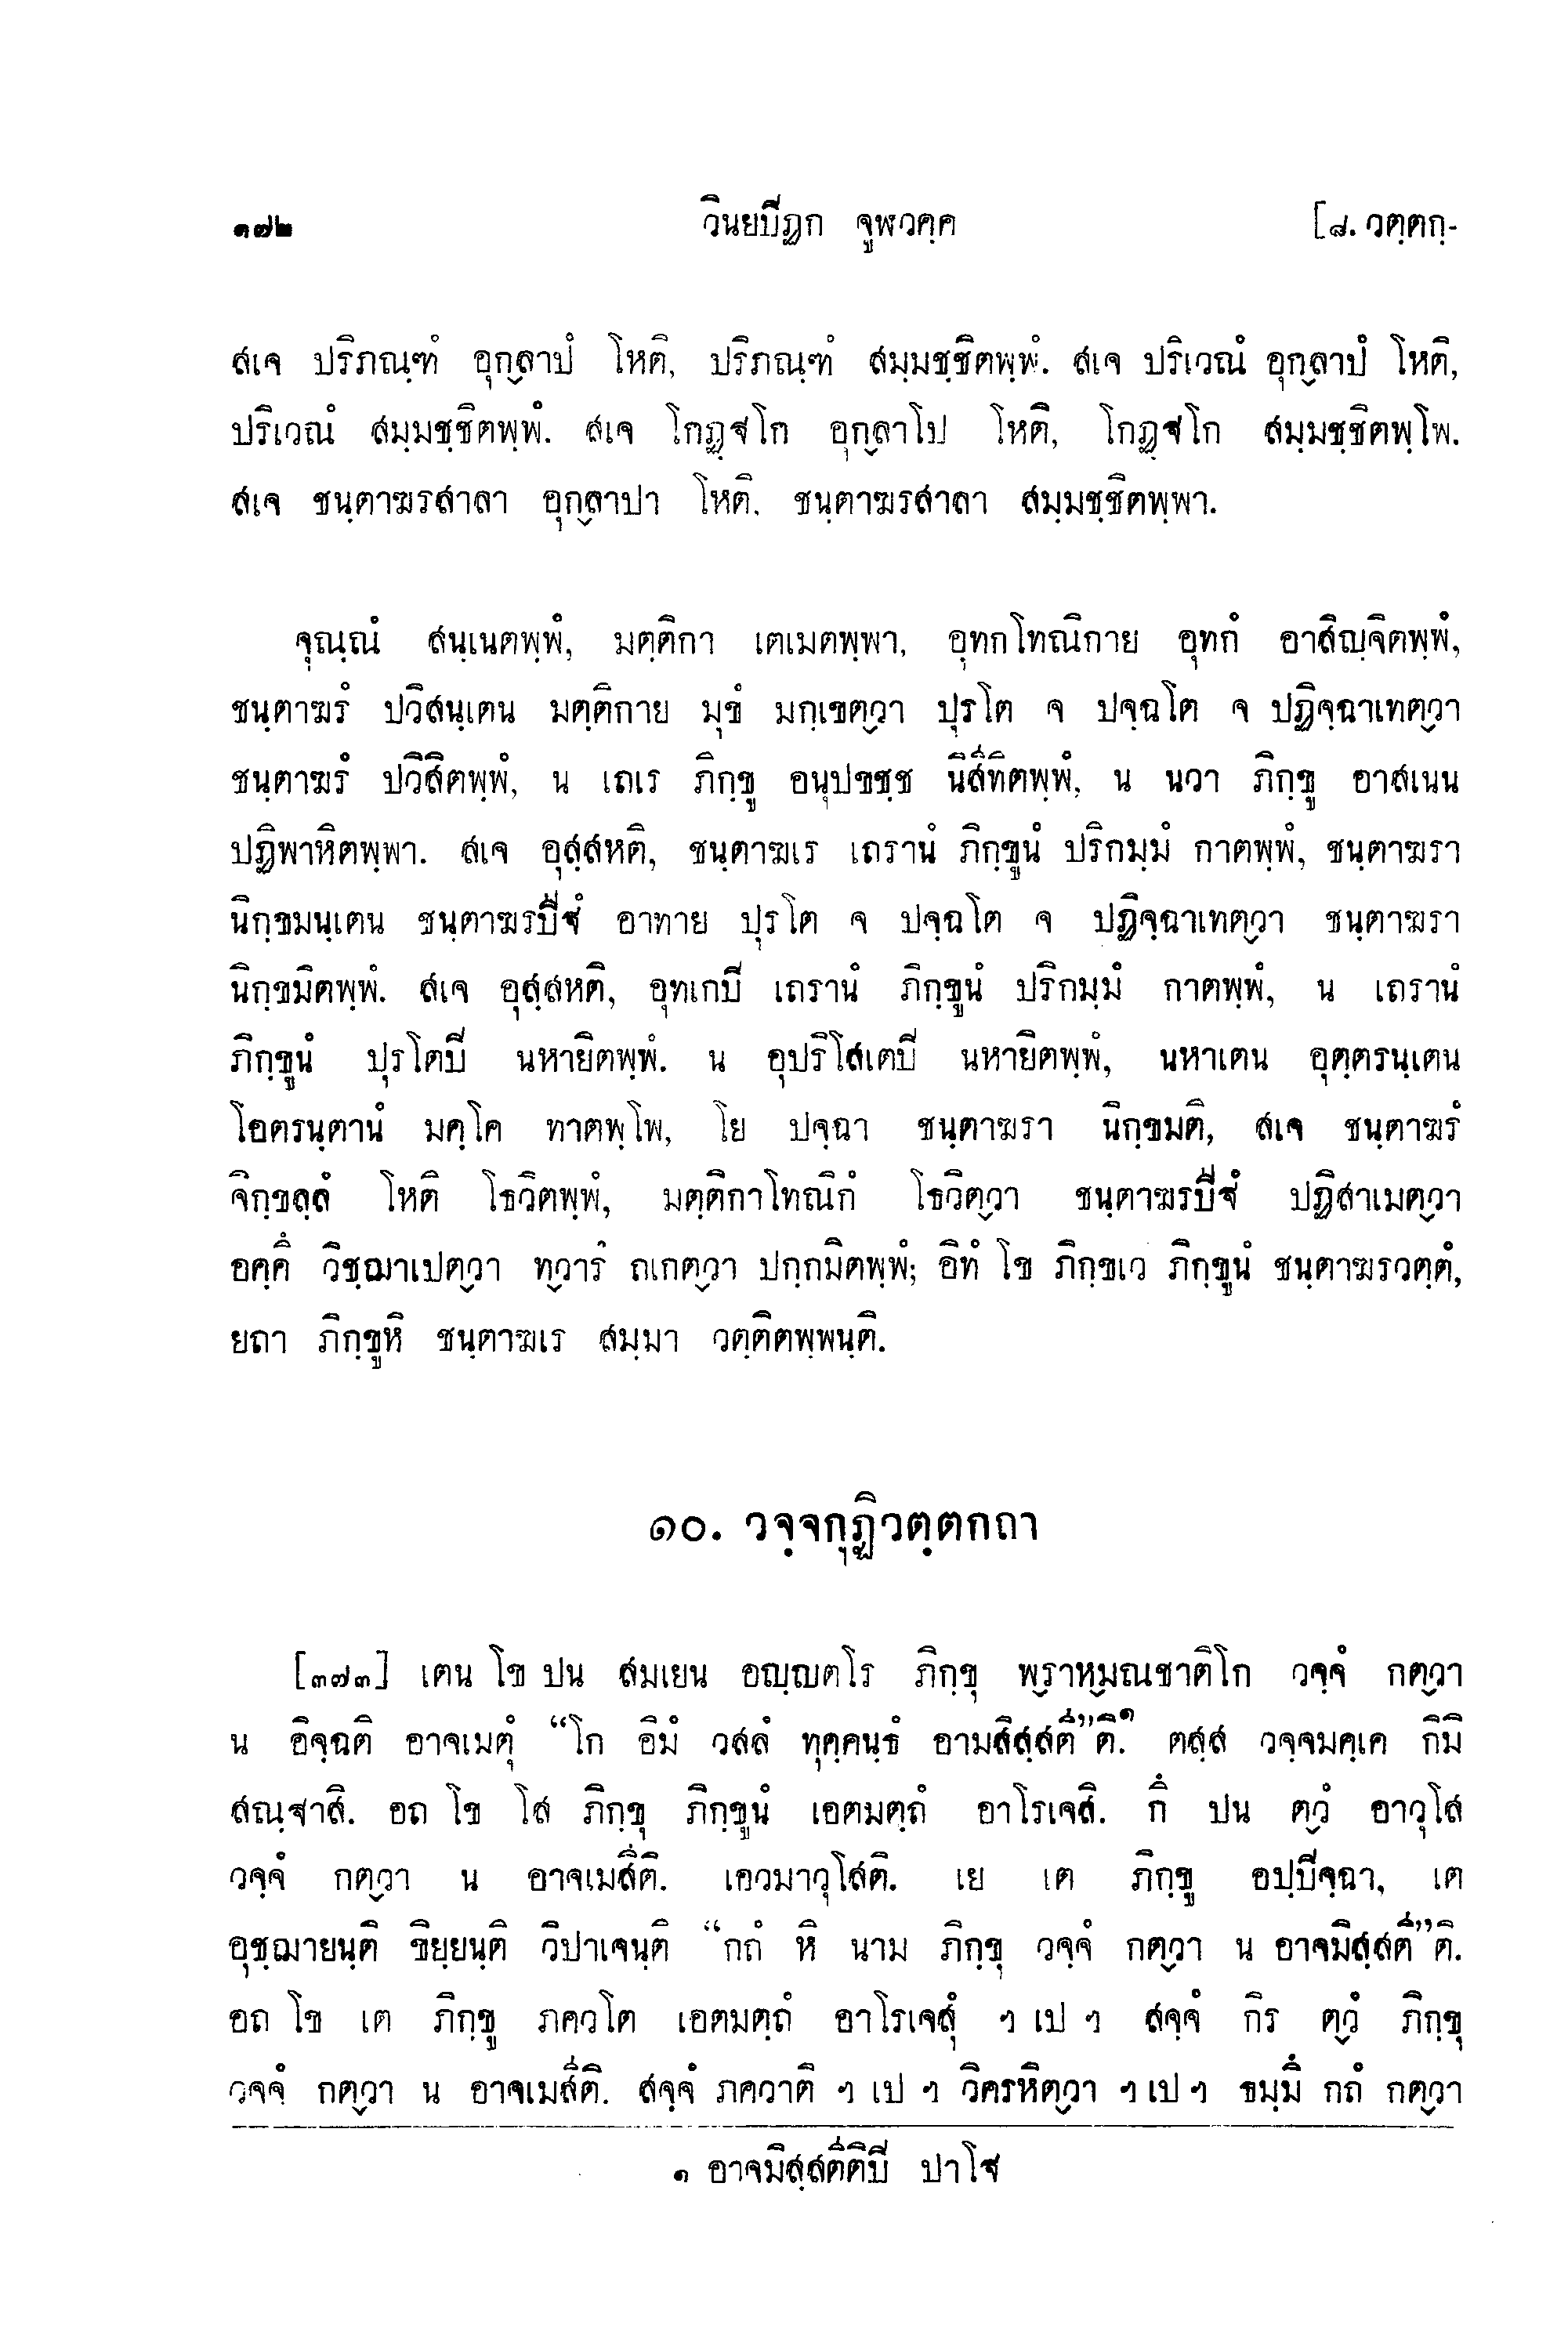 ๑๗๒ วินยปิฏก จูฬวคฺค [๘. วตฺตกฺ-
สเจ ปริภณฺฑํ อุกฺลาปํ โหติ, ปริภณฺฑํ สมฺมชฺชิตพฺพํ. สเจ ปริเวณํ อุกฺลาปํ โหติ,
ปริเวณํ สมฺมชฺชิตพฺพํ. สเจ โกฏฺฐโก อุกฺลาโป โหติ, โกฏฺฐโก สมฺมชฺชิตพฺโพ.
สเจ ชนฺตาฆรสาลา อุกฺลาปา โหติ. ชนฺตาฆรสาลา สมฺมชฺชิตพฺพา.
จุณฺณํ สนฺเนตพฺพํ, มตฺติกา เตเมตพฺพา, อุทกโทณิกาย อุทกํ อาสิญฺจิตพฺพํ,
ชนฺตาฆรํ ปวิสนฺเตน มตฺติกาย มุขํ มกฺเขตฺวา ปุรโต จ ปจฺฉโต จ ปฏิจฺฉาเทตฺวา
ชนฺตาฆรํ ปวิสิตพฺพํ, น เถเร ภิกฺขู อนุปขชฺช นิสีทิตพฺพํ, น นวา ภิกฺขู อาสเนน
ปฏิพาหิตพฺพา. สเจ อุสฺสหติ, ชนฺตาฆเร เถรานํ ภิกฺขูนํ ปริกมฺมํ กาตพฺพํ, ชนฺตาฆรา
นิกฺขมนฺเตน ชนฺตาฆรปีฐํ อาทาย ปุรโต จ ปจฺฉโต จ ปฏิจฺฉาเทตฺวา ชนฺตาฆรา
นิกฺขมิตพฺพํ. สเจ อุสฺสหติ, อุทเกปิ เถรานํ ภิกฺขูนํ ปริกมฺมํ กาตพฺพํ, น เถรานํ
ภิกฺขูนํ ปุรโตปิ นหายิตพฺพํ. น อุปริโสเตปิ นหายิตพฺพํ, นหาเตน อุตฺตรนฺเตน
โอตรนฺตานํ มคฺโค ทาตพฺโพ, โย ปจฺฉา ชนฺตาฆรา นิกฺขมติ, สเจ ชนฺตาฆรํ
จิกฺขลฺลํ โหติ โธวิตพฺพํ, มตฺติกาโทณิกํ โธวิตฺวา ชนฺตาฆรปีฐํ ปฏิสาเมตฺวา
อคฺคึ วิชฺฌาเปตฺวา ทฺวารํ ถเกตฺวา ปกฺกมิตพฺพํ; อิทํ โข ภิกฺขเว ภิกฺขูนํ ชนฺตาฆรวตฺตํ,
ยถา ภิกฺขูหิ ชนฺตาฆเร สมฺมา วตฺติตพฺพนฺติ.
๑๐. วจฺจกุฏิวตฺตกถา
[๓๗๓] เตน โข ปน สมเยน อญฺญตโร ภิกฺขุ พฺราหฺมณชาติโก วจฺจํ กตฺวา
น อิจฺฉติ อาจเมตุํ “โก อิมํ วสลํ ทุคฺคนฺธํ อามสิสฺสตี”ติ.๑ ตสฺส วจฺจมคฺเค กิมิ
สณฺฐาสิ. อถ โข โส ภิกฺขุ ภิกฺขูนํ เอตมตฺถํ อาโรเจสิ. กึ ปน ตฺวํ อาวุโส
วจฺจํ กตฺวา น อาจเมสีติ. เอวมาวุโสติ. เย เต ภิกฺขู อปฺปิจฺฉา, เต
อุชฺฌายนฺติ ขิยฺยนฺติ วิปาเจนฺติ “กถํ หิ นาม ภิกฺขุ วจฺจํ กตฺวา น อาจมิสฺสตี”ติ.
อถ โข เต ภิกฺขู ภควโต เอตมตฺถํ อาโรเจสุํ ฯ เป ฯ สจฺจํ กิร ตฺวํ ภิกฺขุ
วจฺจํ กตฺวา น อาจเมสีติ. สจฺจํ ภควาติ ฯ เป ฯ วิครหิตฺวา ฯ เป ฯ ธมฺมึ กถํ กตฺวา
๑ อาจมิสฺสตีติปิ ปาโฐ